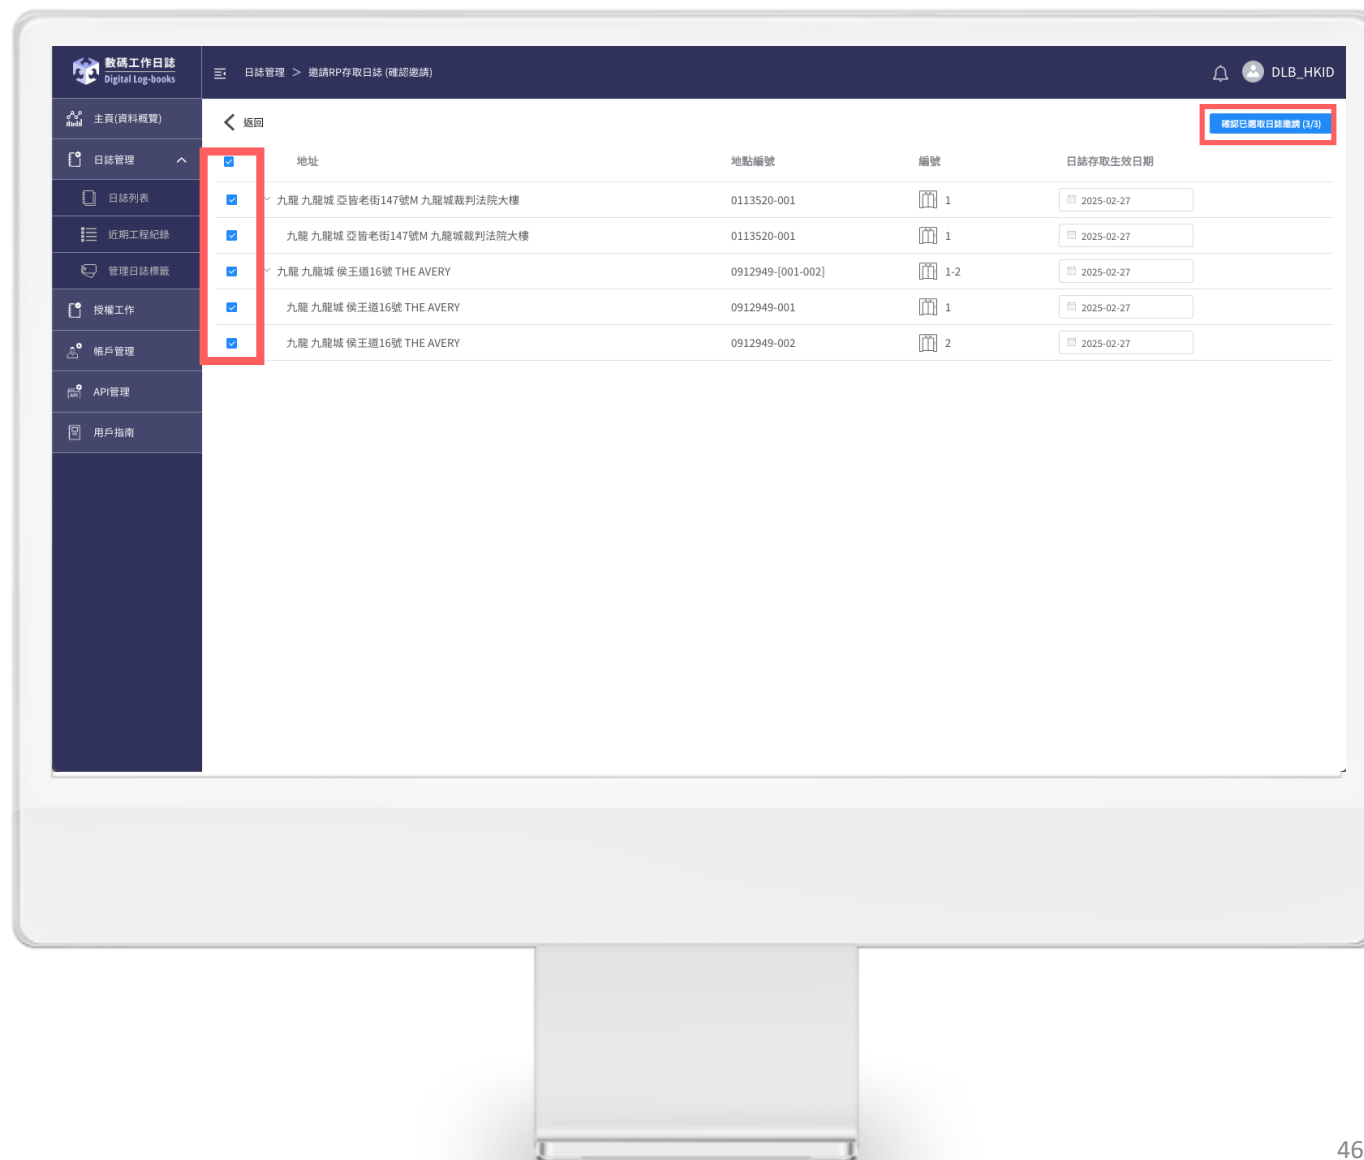 數碼工作日誌
Digital Log-books
日誌管理 > 邀請RP存取日誌 (確認邀請)
DLB_HKID
主頁(資料概覽)
日誌管理
日誌列表
近期工程紀錄
管理日誌標籤
授權工作
帳戶管理
API管理
用戶指南
返回
確認已選取日誌邀請 (3/3)
地址 地點編號 編號 日誌存取生效日期
九龍 九龍城 亞皆老街147號M 九龍城裁判法院大樓 0113520-001 1 2025-02-27
九龍 九龍城 亞皆老街147號M 九龍城裁判法院大樓 0113520-001 1 2025-02-27
九龍 九龍城 侯王道16號 THE AVERY 0912949-[001-002] 1-2 2025-02-27
九龍 九龍城 侯王道16號 THE AVERY 0912949-001 1 2025-02-27
九龍 九龍城 侯王道16號 THE AVERY 0912949-002 2 2025-02-27
46